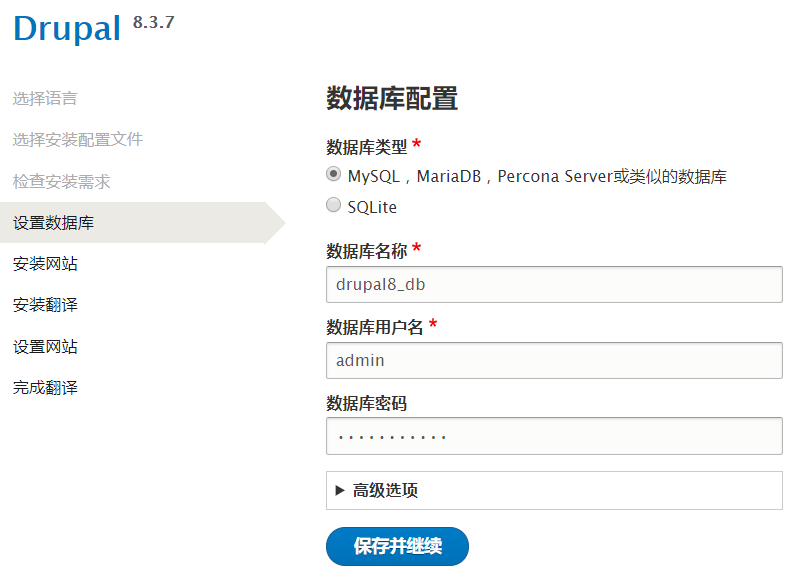 Drupal 8.3.7
选择语言
选择安装配置文件
检查安装需求
设置数据库
安装网站
安装翻译
设置网站
完成翻译
数据库配置
数据库类型 *
MySQL，MariaDB，Percona Server或类似的数据库
SQLite
数据库名称 *
drupal8_db
数据库用户名 *
admin
数据库密码
···········
高级选项
保存并继续